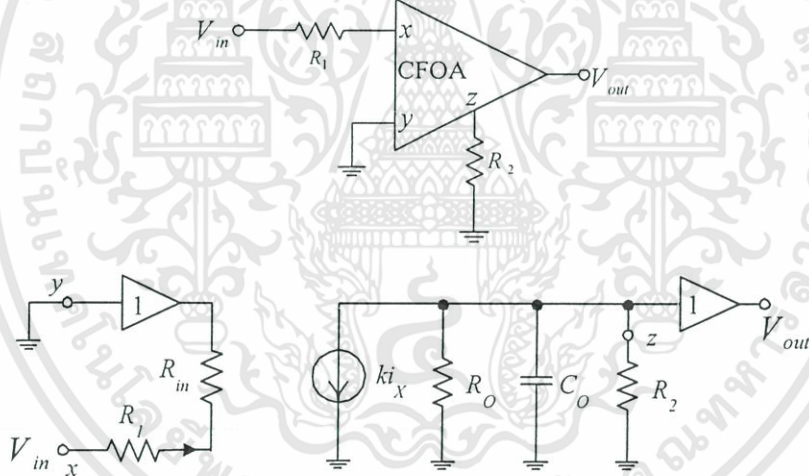 V_in R_1 x CFOA y z R_2 V_out
y 1 R_in R_1 V_in x
ki_X R_O C_O R_2 z 1 V_out